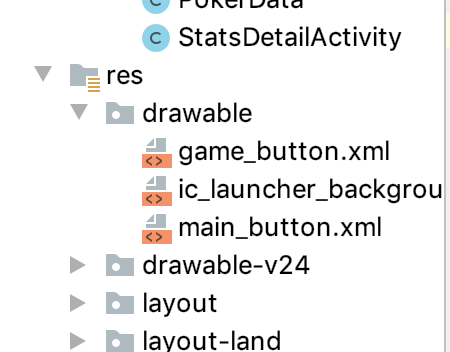 PokerData
StatsDetailActivity
res
drawable
game_button.xml
ic_launcher_backgrou
main_button.xml
drawable-v24
layout
layout-land